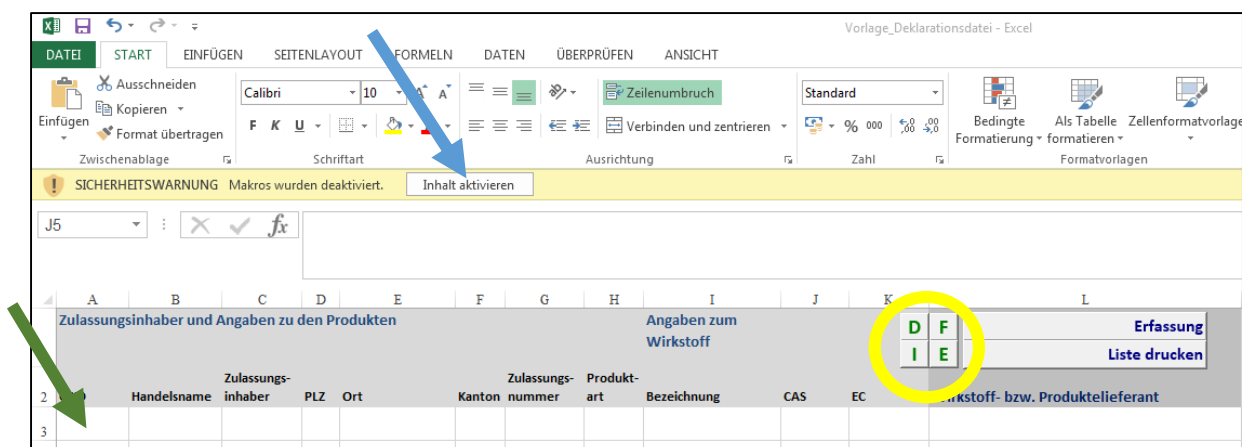 Vorlage_Deklarationsdatei - Excel
DATEI START EINFÜGEN SEITENLAYOUT FORMELN DATEN ÜBERPRÜFEN ANSICHT
Einfügen
Ausschneiden
Kopieren
Format übertragen
Zwischenablage
Calibri 10 A A
F K U A
Schriftart
Zeilenumbruch
Verbinden und zentrieren
Ausrichtung
Standard
% 000 ,00 ,00
Zahl
Bedingte Formatierung
Als Tabelle formatieren
Zellenformatvorlage
Formatvorlagen
SICHERHEITSWARNUNG Makros wurden deaktiviert. Inhalt aktivieren
J5 fx
A B C D E F G H I J K L
Zulassungsinhaber und Angaben zu den Produkten Angaben zum
Wirkstoff
D F Erfassung
I E Liste drucken
Zulassungs- Zulassungs- Produkt-
2 Handelsname inhaber PLZ Ort Kanton nummer art Bezeichnung CAS EC bzw. Produktelieferant
3